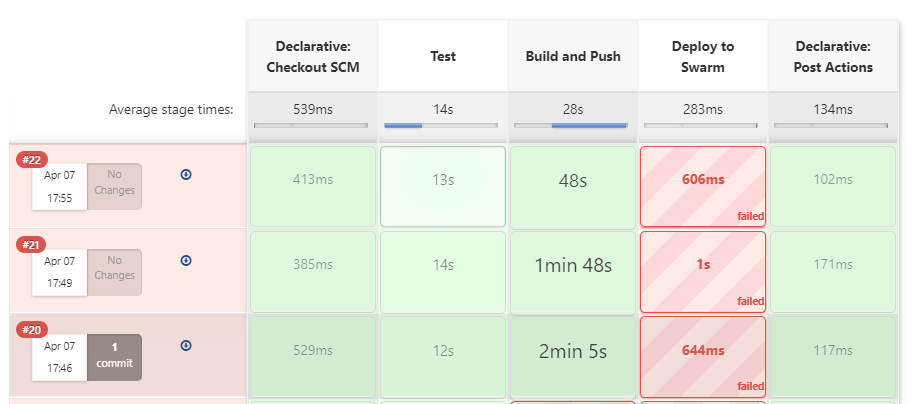 Declarative: Checkout SCM
Test
Build and Push
Deploy to Swarm
Declarative: Post Actions
Average stage times:
539ms
14s
28s
283ms
134ms
#22
Apr 07
17:55
No Changes
413ms
13s
48s
606ms
failed
102ms
#21
Apr 07
17:49
No Changes
385ms
14s
1min 48s
1s
failed
171ms
#20
Apr 07
17:46
1 commit
529ms
12s
2min 5s
644ms
failed
117ms